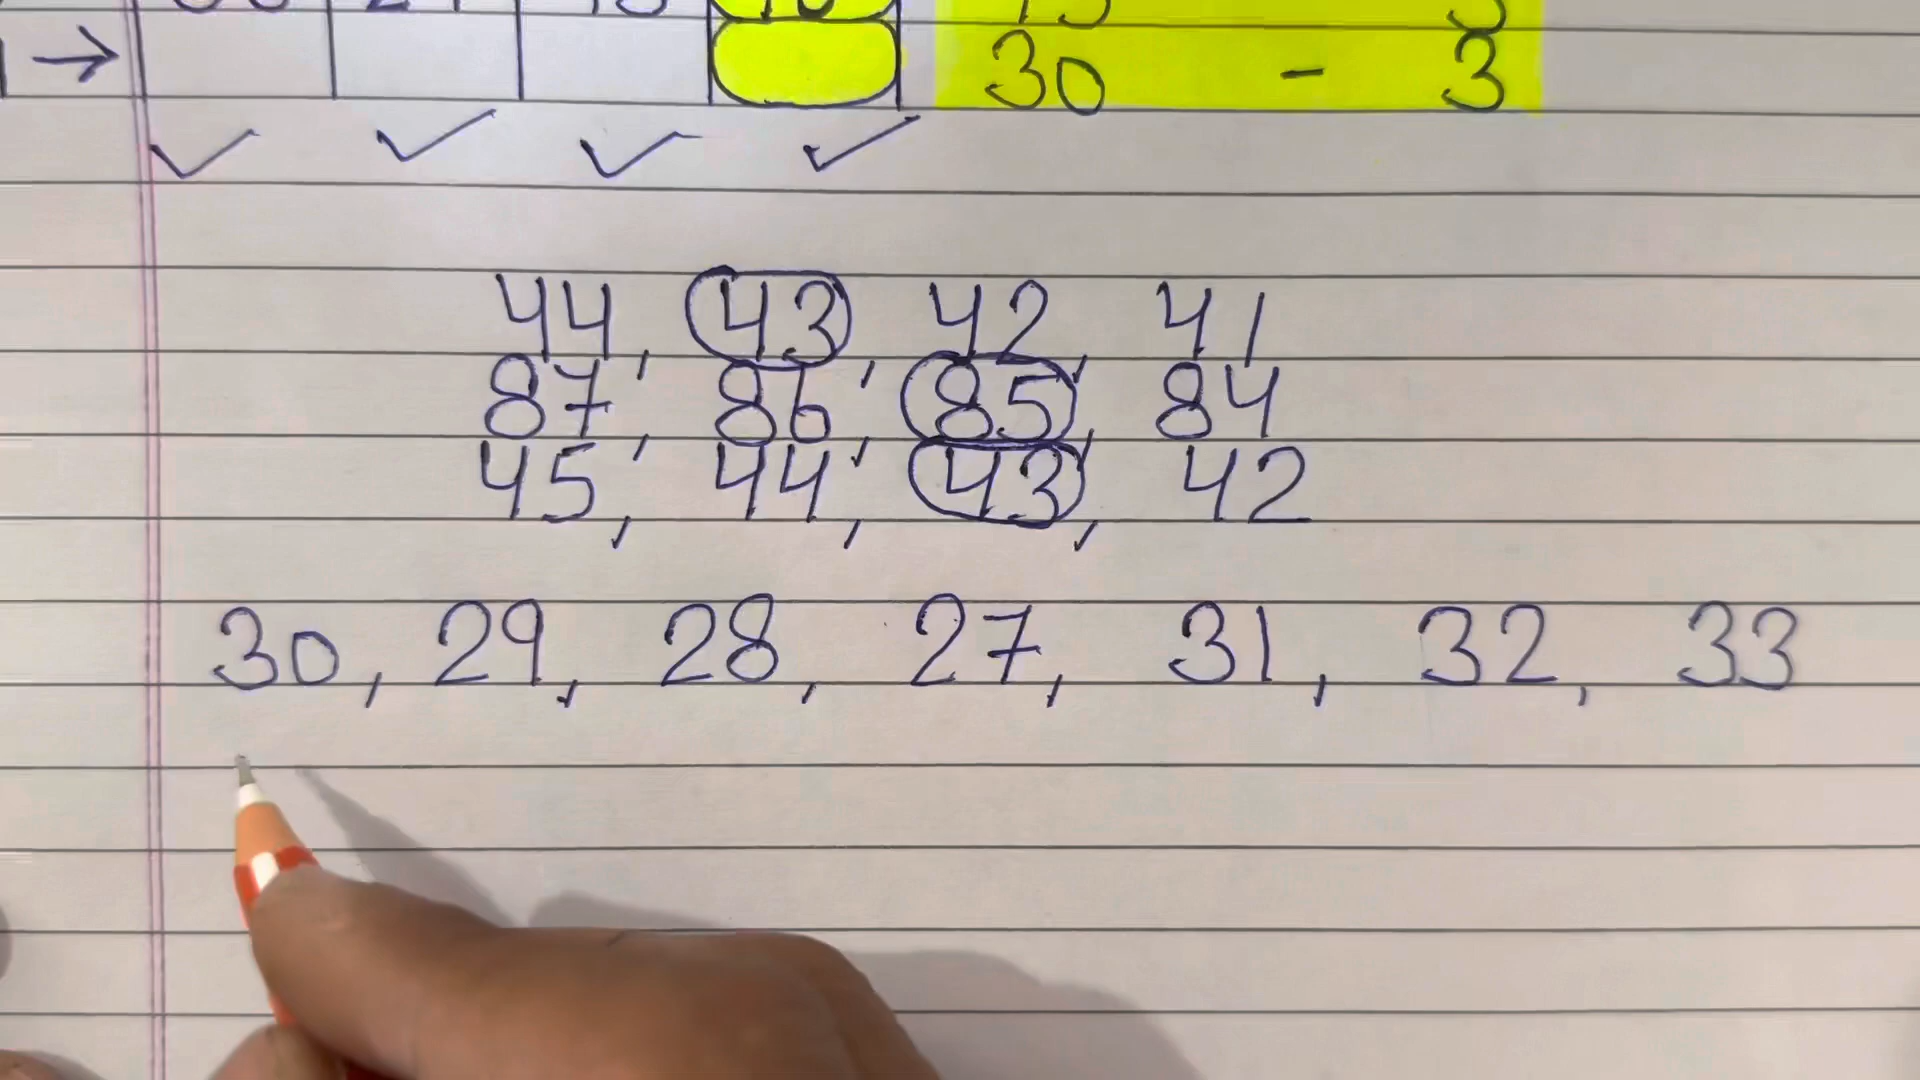 →
30 - 3
44, 43, 42, 41
87, 86, 85, 84
45, 44, 43, 42
30, 29, 28, 27, 31, 32, 33